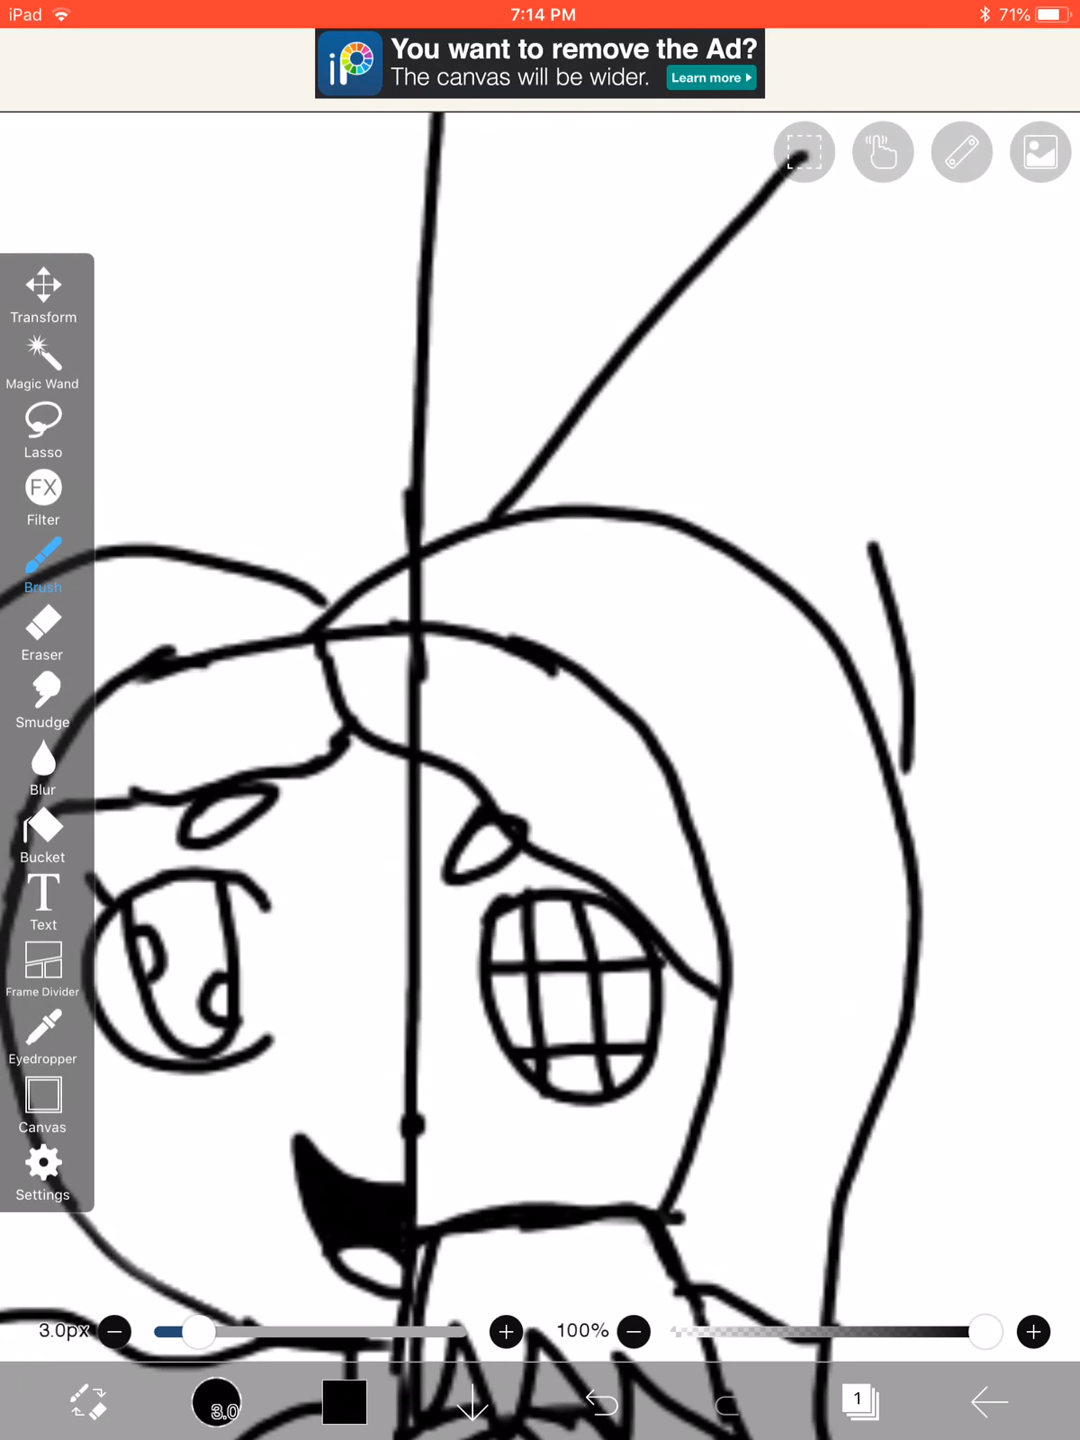 iPad
7:14 PM
71%
iP
You want to remove the Ad?
The canvas will be wider.
Learn more
Transform
Magic Wand
Lasso
FX
Filter
Brush
Eraser
Smudge
Blur
Bucket
T
Text
Frame Divider
Eyedropper
Canvas
Settings
3.0px
100%
3.0
1